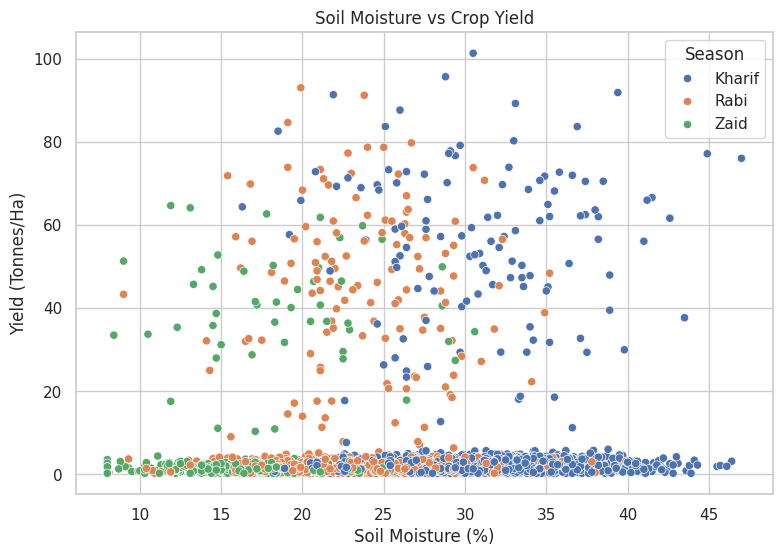 Soil Moisture vs Crop Yield
Season
Kharif
Rabi
Zaid
Yield (Tonnes/Ha)
100
80
60
40
20
0
10
15
20
25
30
35
40
45
Soil Moisture (%)